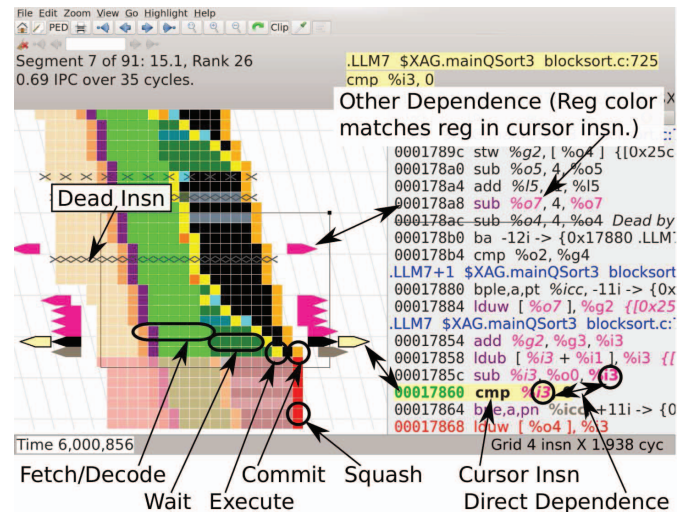 File Edit Zoom View Go Highlight Help
PED Clip
Segment 7 of 91: 15.1, Rank 26
0.69 IPC over 35 cycles.
.LLM7 $XAG.mainQSort3 blocksort.c:725
cmp %i3, 0
Other Dependence (Reg color
matches reg in cursor insn.)
Dead Insn
0001789c stw %g2, [ %o4 ] {[0x25c
000178a0 sub %o5, 4, %o5
000178a4 add %l5, %l5
000178a8 sub %o7, 4, %o7
000178ac sub %o4, 4, %o4 Dead by
000178b0 ba -12i -> {0x17880 .LLM7
000178b4 cmp %o2, %g4
.LLM7+1 $XAG.mainQSort3 blocksort
00017880 bple,a,pt %icc, -11i -> {0x
00017884 lduw [ %o7 ], %g2 {[0x25
.LLM7 $XAG.mainQSort3 blocksort.c:
00017854 add %g2, %g3, %i3
00017858 ldub [ %i3 + %i1 ], %i3 {[
0001785c sub %i3, %o0, %i3
00017860 cmp %i3
00017864 bple,a,pn %icc, +11i -> {0
00017868 lduw [ %o4 ], %i3
Time 6,000,856
Grid 4 insn X 1.938 cyc
Fetch/Decode
Wait
Execute
Commit
Squash
Cursor Insn
Direct Dependence